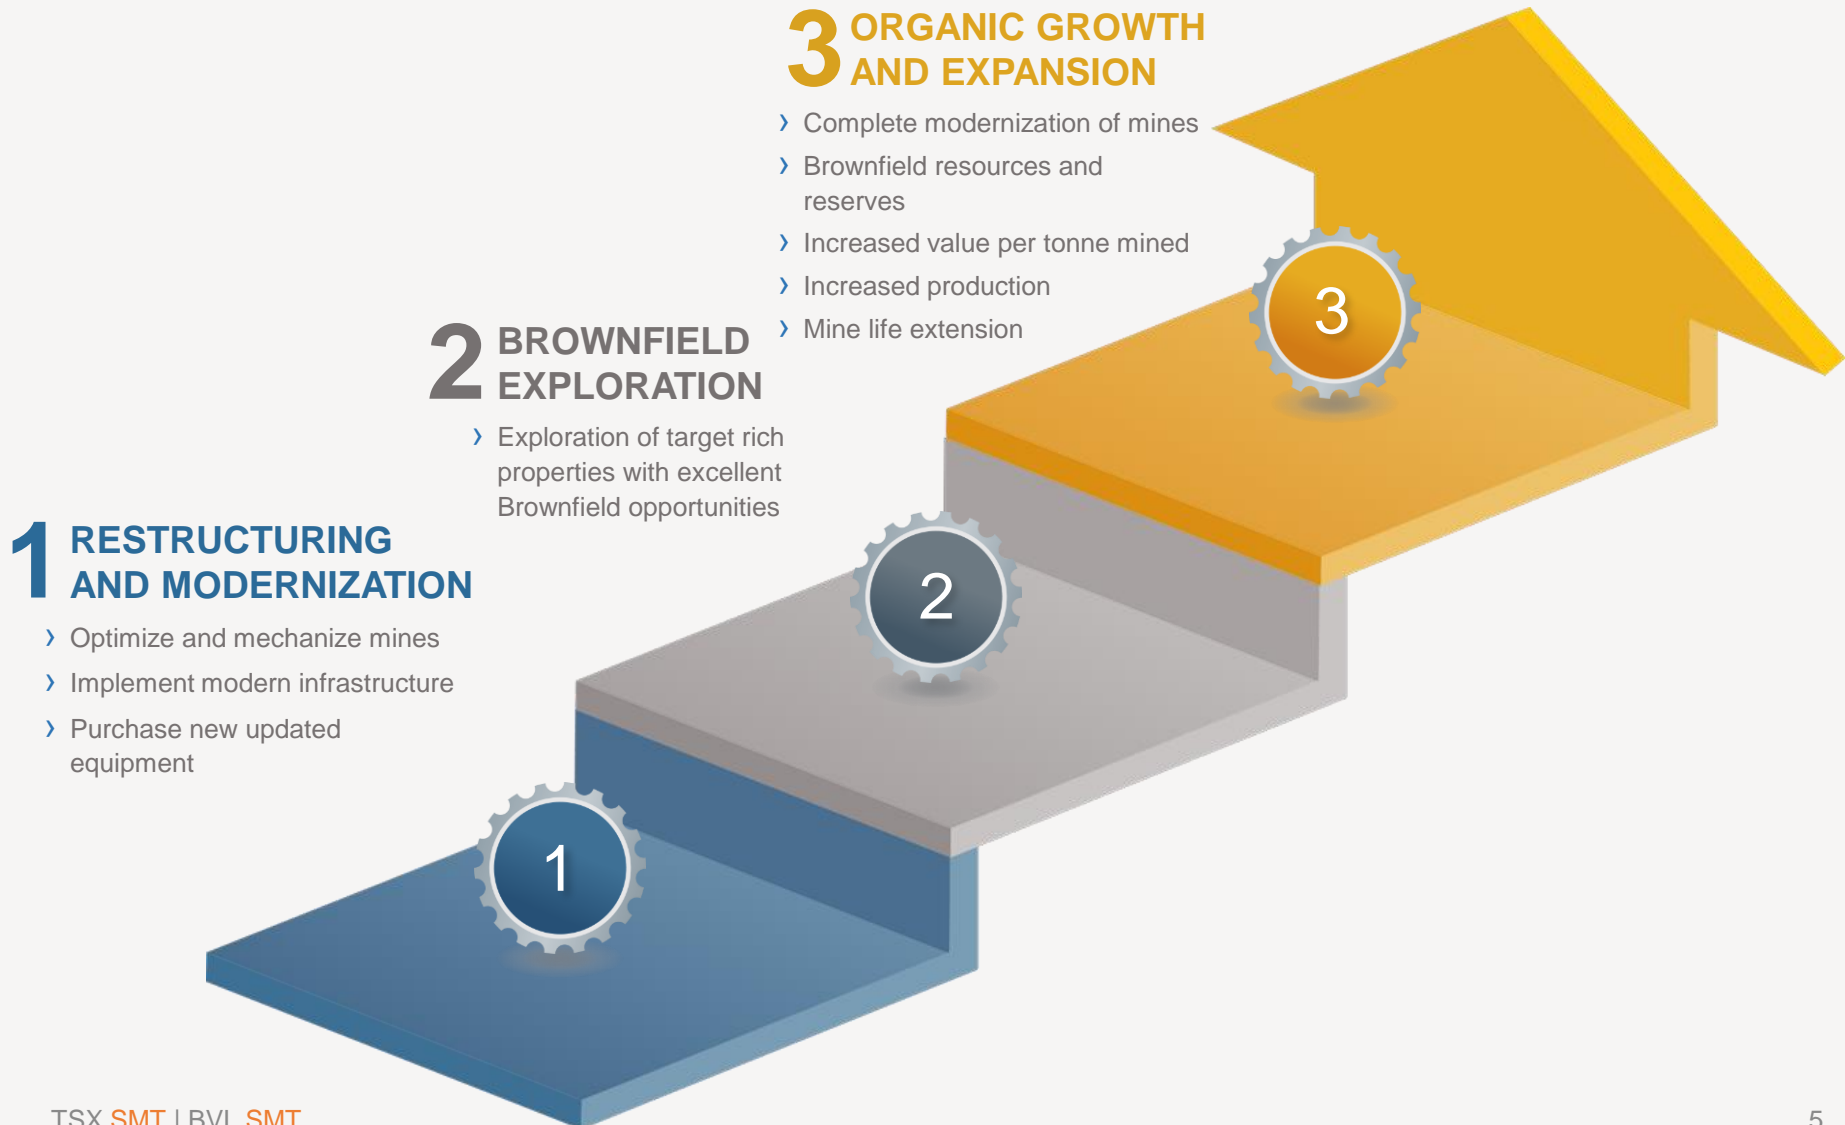 3 ORGANIC GROWTH
AND EXPANSION
› Complete modernization of mines
› Brownfield resources and
reserves
› Increased value per tonne mined
› Increased production
› Mine life extension
2 BROWNFIELD
EXPLORATION
› Exploration of target rich
properties with excellent
Brownfield opportunities
1 RESTRUCTURING
AND MODERNIZATION
› Optimize and mechanize mines
› Implement modern infrastructure
› Purchase new updated
equipment
3
2
1
TSX SMT | BVL SMT
5